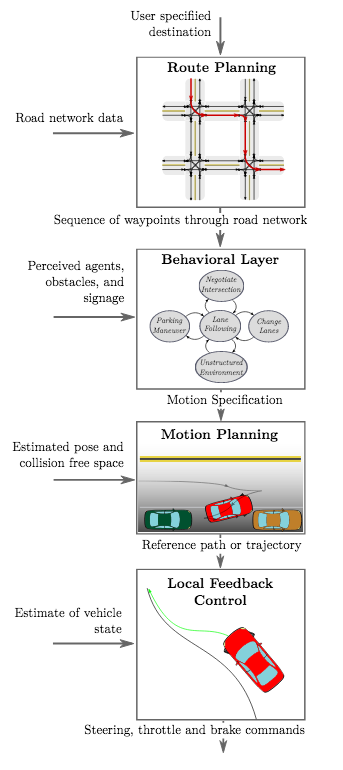 User specifiied
destination
Route Planning
Road network data
Sequence of waypoints through road network
Behavioral Layer
Perceived agents,
obstacles, and
signage
Negotiate
Intersection
Parking
Maneuver
Lane
Following
Change
Lanes
Unstructured
Environment
Motion Specification
Motion Planning
Estimated pose and
collision free space
Reference path or trajectory
Local Feedback
Control
Estimate of vehicle
state
Steering, throttle and brake commands